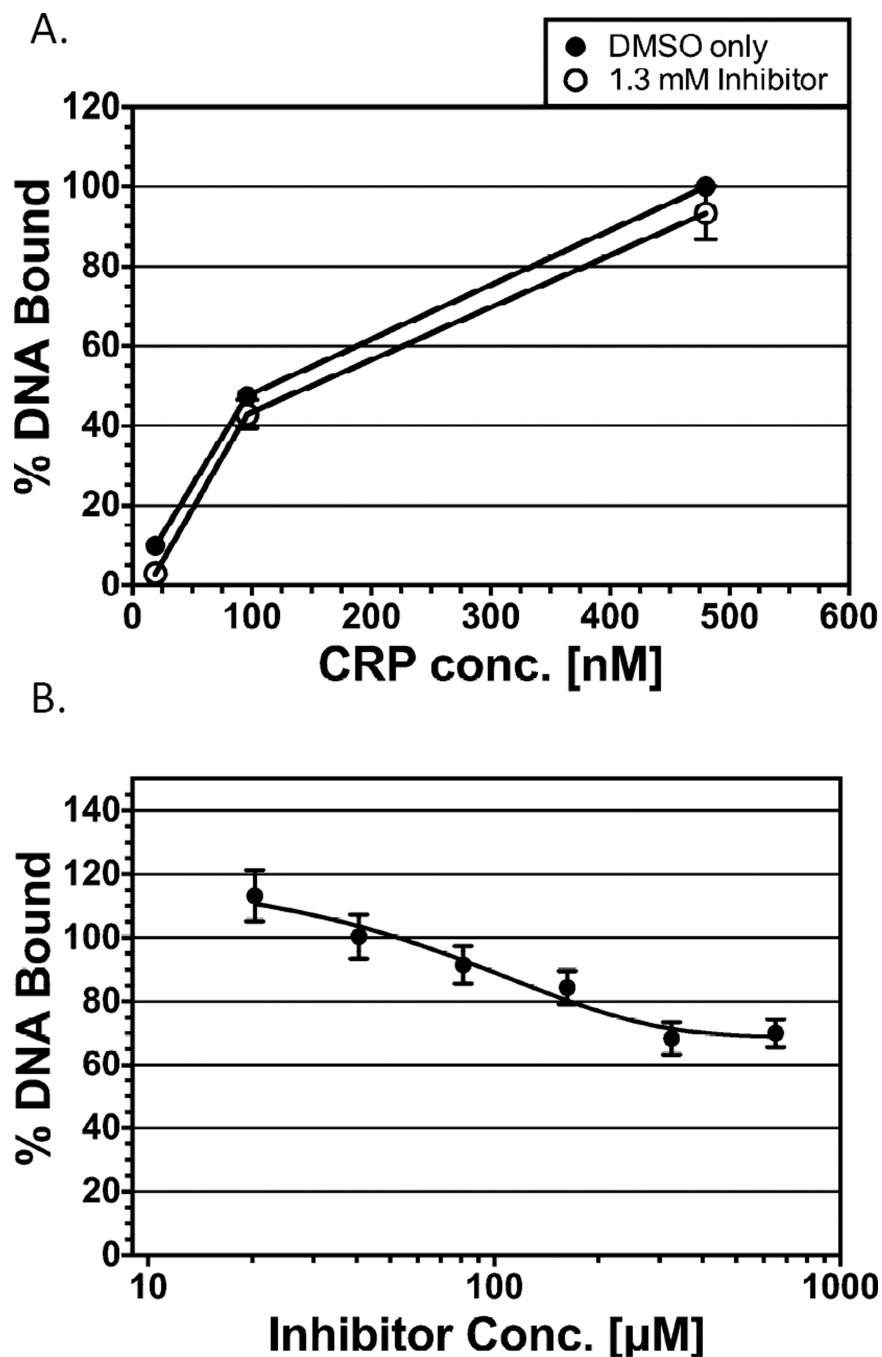 A.
DMSO only
1.3 mM Inhibitor
120
100
80
60
40
20
0
% DNA Bound
0 100 200 300 400 500 600
CRP conc. [nM]
B.
140
120
100
80
60
40
20
0
% DNA Bound
10 100 1000
Inhibitor Conc. [µM]